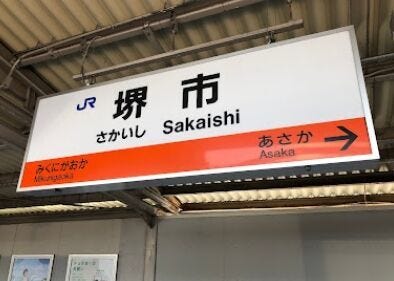 JR 堺市
さかいし Sakaishi
みくにがおか
Mikunigaoka
あさか
Asaka